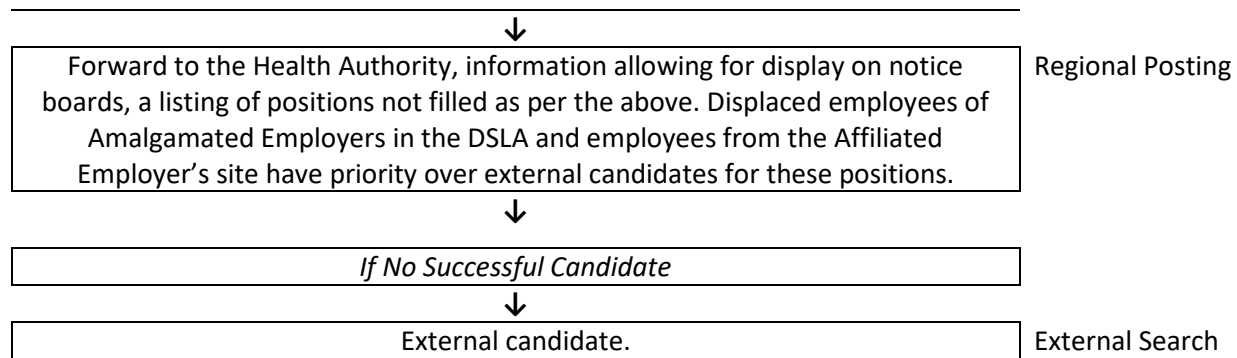 ↓
Forward to the Health Authority, information allowing for display on notice Regional Posting
boards, a listing of positions not filled as per the above. Displaced employees of
Amalgamated Employers in the DSLA and employees from the Affiliated
Employer’s site have priority over external candidates for these positions.
↓
If No Successful Candidate
↓
External candidate. External Search